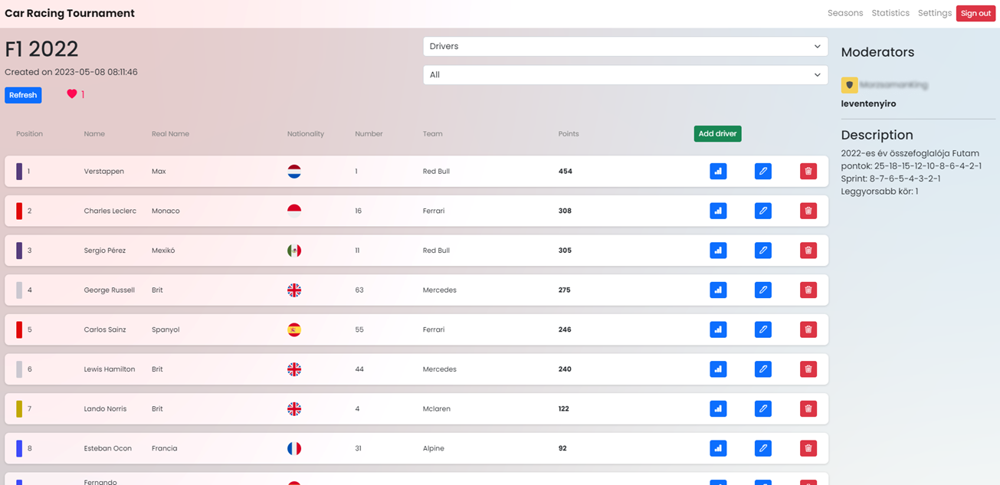 Car Racing Tournament
Seasons Statistics Settings Sign out
F1 2022
Created on 2023-05-08 08:11:46
Refresh
1
Drivers
All
Position Name Real Name Nationality Number Team Points Add driver
1 Verstappen Max 1 Red Bull 454
2 Charles Leclerc Monaco 16 Ferrari 308
3 Sergio Pérez Mexikó 11 Red Bull 305
4 George Russell Brit 63 Mercedes 275
5 Carlos Sainz Spanyol 55 Ferrari 246
6 Lewis Hamilton Brit 44 Mercedes 240
7 Lando Norris Brit 4 Mclaren 122
8 Esteban Ocon Francia 31 Alpine 92
Fernando
Moderators
leventenyiro
Description
2022-es év összefoglalója Futam
pontok: 25-18-15-12-10-8-6-4-2-1
Sprint: 8-7-6-5-4-3-2-1
Leggyorsabb kör: 1